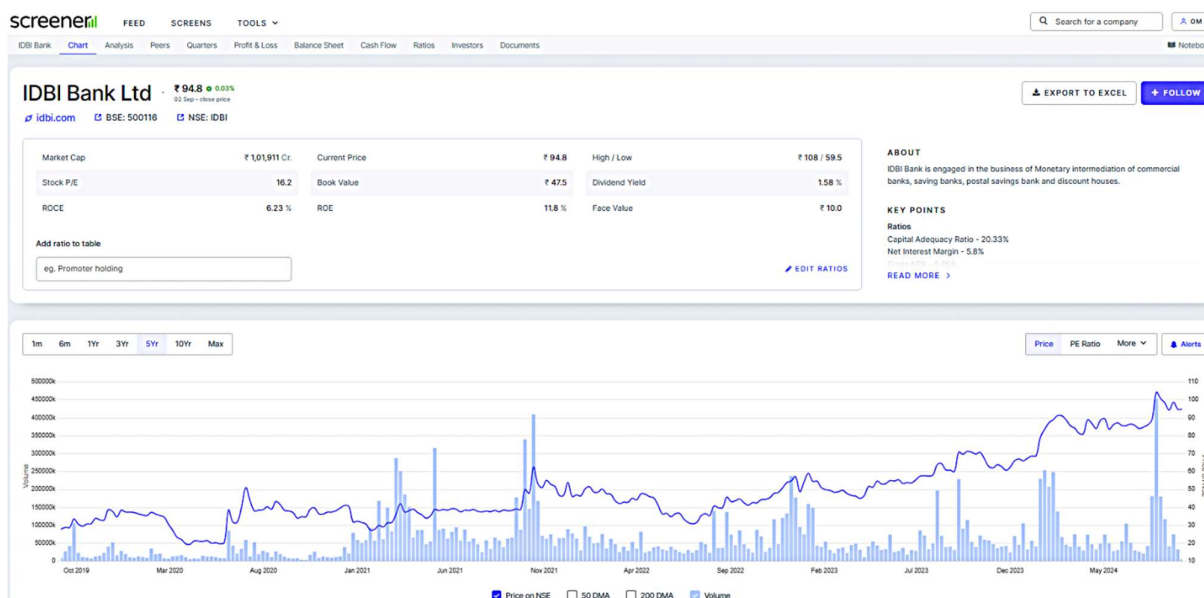 screener
FEED SCREENS TOOLS
Search for a company
OM
IDBI Bank Chart Analysis Peers Quarters Profit & Loss Balance Sheet Cash Flow Ratios Investors Documents
Notebo
IDBI Bank Ltd · ₹ 94.8 0.03%
02 Sep - close price
EXPORT TO EXCEL
+ FOLLOW
idbi.com BSE: 500116 NSE: IDBI
Market Cap ₹ 1,01,911 Cr. Current Price ₹ 94.8 High / Low ₹ 108 / 59.5
Stock P/E 16.2 Book Value ₹ 47.5 Dividend Yield 1.58 %
ROCE 6.23 % ROE 11.8 % Face Value ₹ 10.0
Add ratio to table
eg. Promoter holding
EDIT RATIOS
ABOUT
IDBI Bank is engaged in the business of Monetary intermediation of commercial
banks, saving banks, postal savings bank and discount houses.
KEY POINTS
Ratios
Capital Adequacy Ratio - 20.33%
Net Interest Margin - 5.8%
READ MORE >
1m 6m 1Yr 3Yr 5Yr 10Yr Max
Price PE Ratio More
Alerts
500000k
450000k
400000k
350000k
300000k
250000k
200000k
150000k
100000k
50000k
0
Volume
110
100
90
80
70
60
50
40
30
20
10
Oct 2019 Mar 2020 Aug 2020 Jan 2021 Jun 2021 Nov 2021 Apr 2022 Sep 2022 Feb 2023 Jul 2023 Dec 2023 May 2024
Price on NSE 50 DMA 200 DMA Volume